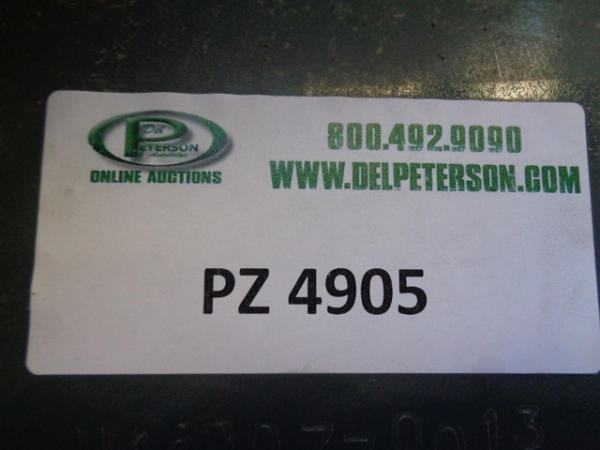 Del
PETERSON
ONLINE AUCTIONS
800.492.9090
WWW.DELPETERSON.COM
PZ 4905